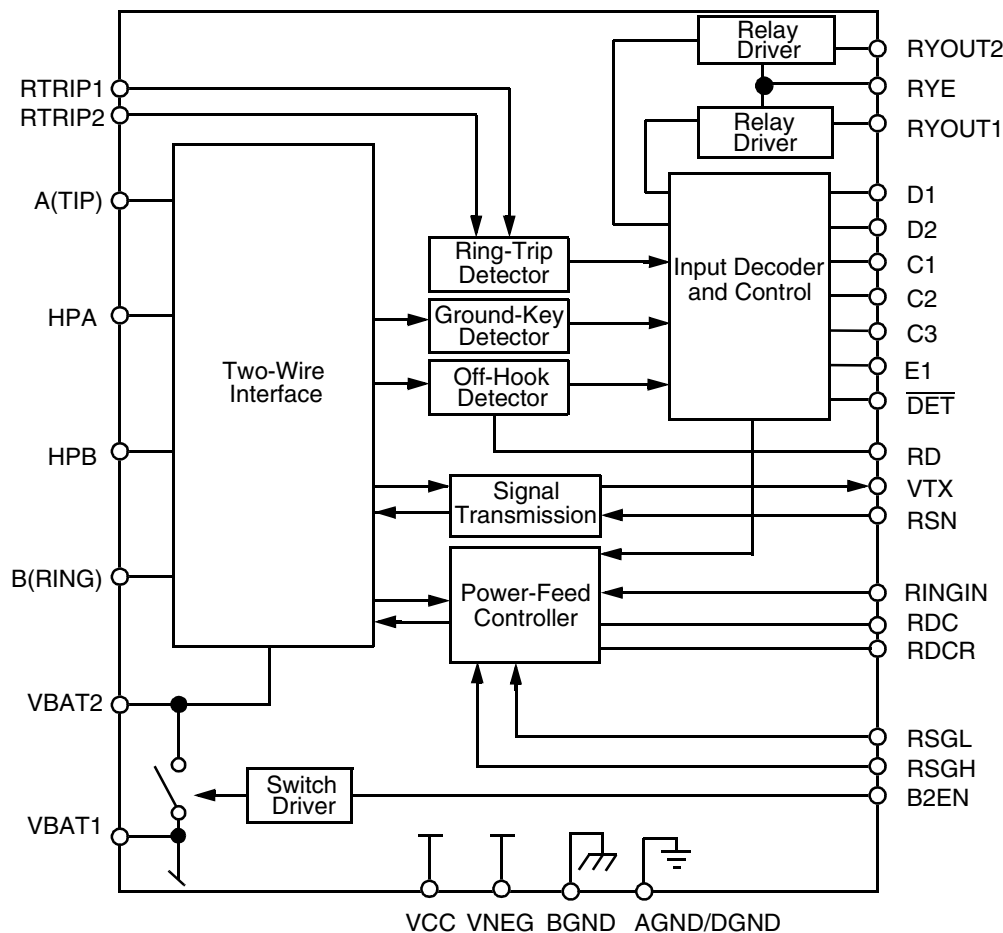 Relay
Driver
RYOUT2
RYE
Relay
Driver
RYOUT1
RTRIP1
RTRIP2
A(TIP)
HPA
HPB
B(RING)
VBAT2
VBAT1
Two-Wire
Interface
Ring-Trip
Detector
Ground-Key
Detector
Off-Hook
Detector
Input Decoder
and Control
Signal
Transmission
Power-Feed
Controller
Switch
Driver
D1
D2
C1
C2
C3
E1
D̅E̅T̅
RD
VTX
RSN
RINGIN
RDC
RDCR
RSGL
RSGH
B2EN
VCC
VNEG
BGND
AGND/DGND